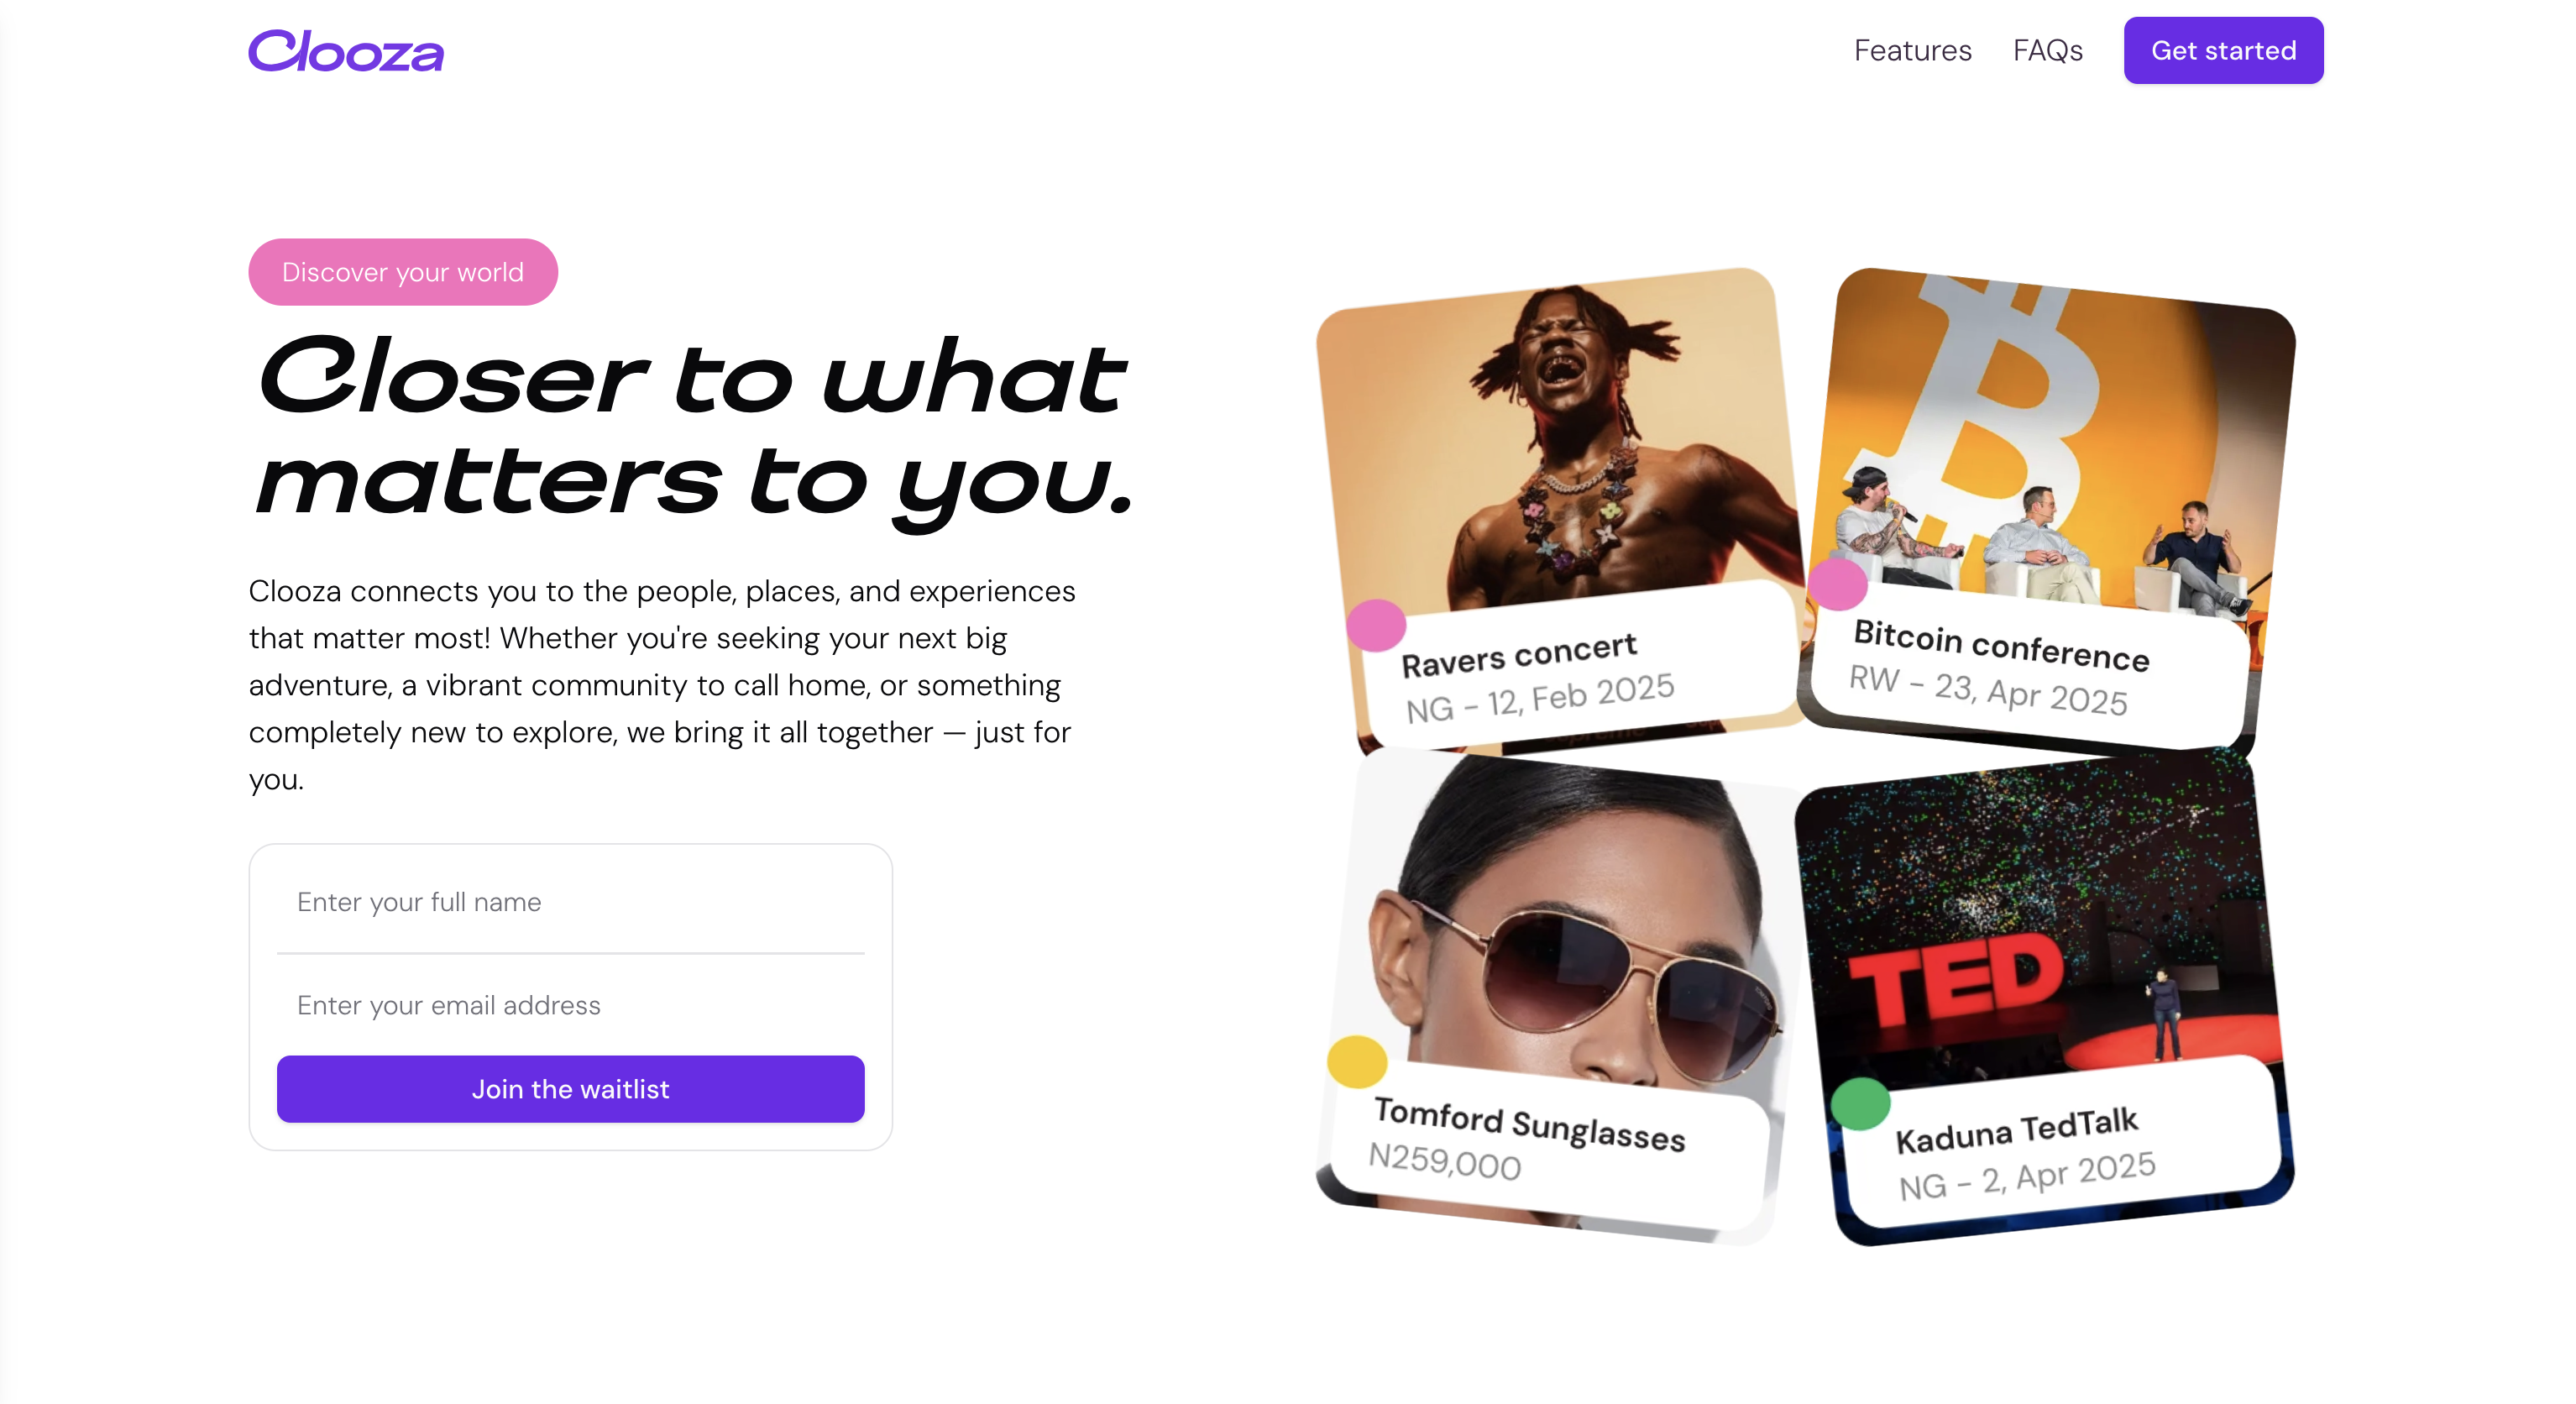 Clooza
Features
FAQs
Get started
Discover your world
Closer to what
matters to you.
Clooza connects you to the people, places, and experiences
that matter most! Whether you're seeking your next big
adventure, a vibrant community to call home, or something
completely new to explore, we bring it all together — just for
you.
Enter your full name
Enter your email address
Join the waitlist
Ravers concert
NG - 12, Feb 2025
Bitcoin conference
RW - 23, Apr 2025
Tomford Sunglasses
N259,000
TED
Kaduna TedTalk
NG - 2, Apr 2025